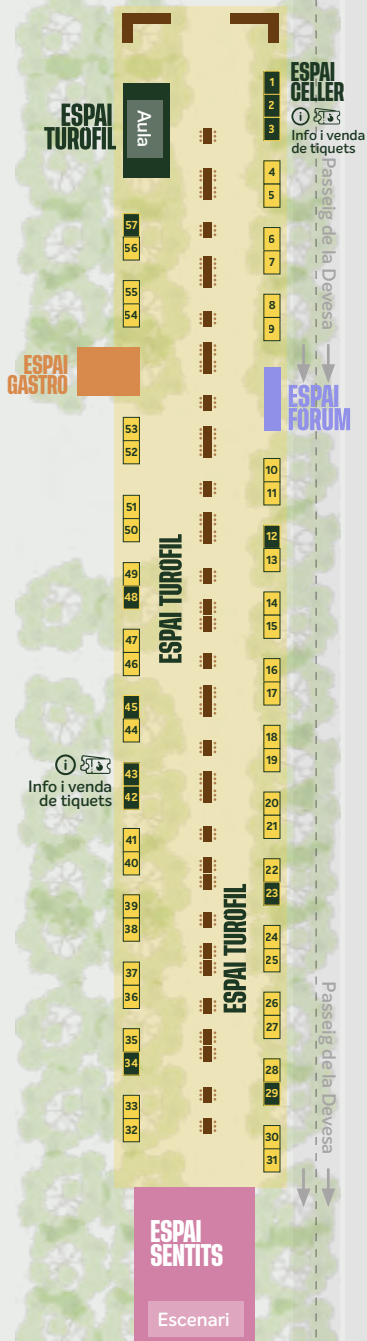 ESPAI
CELLER
Info i venda
de tiquets
Passeig de la Devesa
ESPAI
TUROFIL
Aula
1
2
3
4
5
6
7
8
9
57
56
55
54
ESPAI
GASTRO
ESPAI
FÒRUM
53
52
51
50
49
48
47
46
45
44
43
42
41
40
39
38
37
36
35
34
33
32
ESPAI TUROFIL
ESPAI TUROFIL
Info i venda
de tiquets
10
11
12
13
14
15
16
17
18
19
20
21
22
23
24
25
26
27
28
29
30
31
Passeig de la Devesa
ESPAI
SENTITS
Escenari